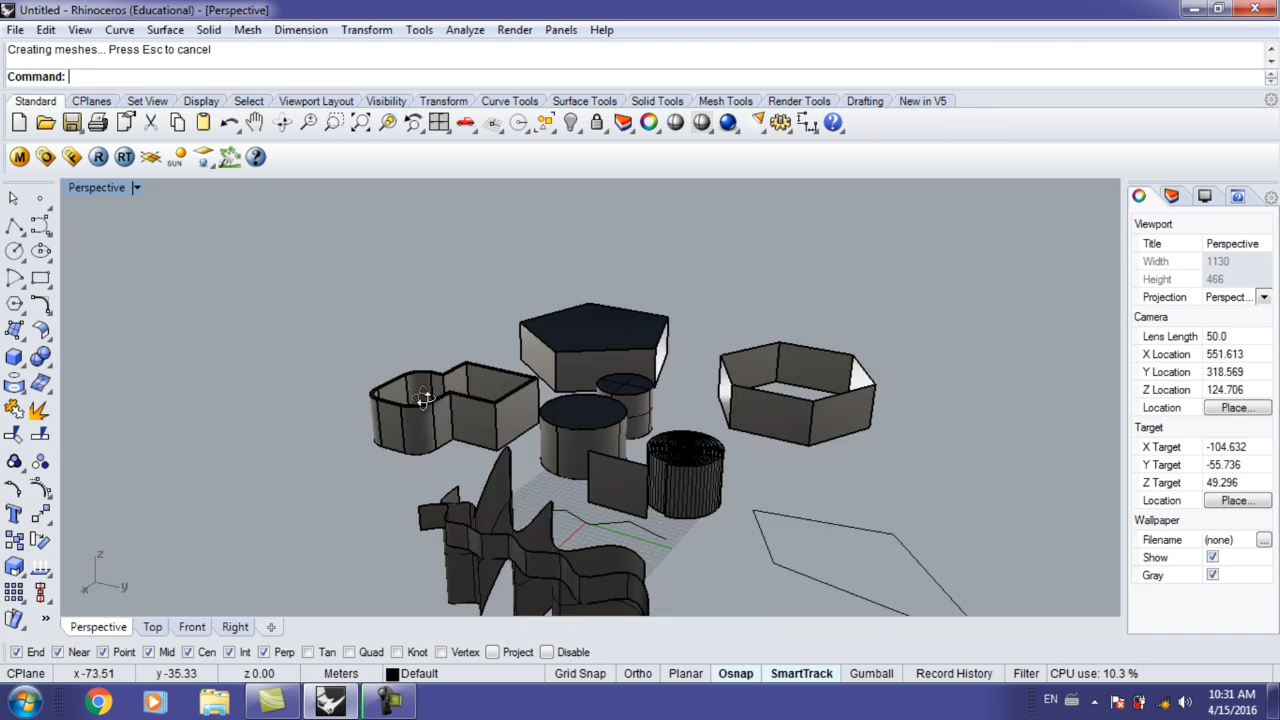 Untitled - Rhinoceros (Educational) - [Perspective]
File Edit View Curve Surface Solid Mesh Dimension Transform Tools Analyze Render Panels Help
Creating meshes... Press Esc to cancel
Command:
Standard CPlanes Set View Display Select Viewport Layout Visibility Transform Curve Tools Surface Tools Solid Tools Mesh Tools Render Tools Drafting New in V5
M R RT SUN
Perspective
Viewport
Title Perspective
Width 1130
Height 466
Projection Perspect...
Camera
Lens Length 50.0
X Location 551.613
Y Location 318.569
Z Location 124.706
Location Place...
Target
X Target -104.632
Y Target -55.736
Z Target 49.296
Location Place...
Wallpaper
Filename (none) ...
Show
Gray
z
x y
Perspective Top Front Right
End Near Point Mid Cen Int Perp Tan Quad Knot Vertex Project Disable
CPlane x -73.51 y -35.33 z 0.00 Meters Default Grid Snap Ortho Planar Osnap SmartTrack Gumball Record History Filter CPU use: 10.3 %
EN
10:31 AM
4/15/2016